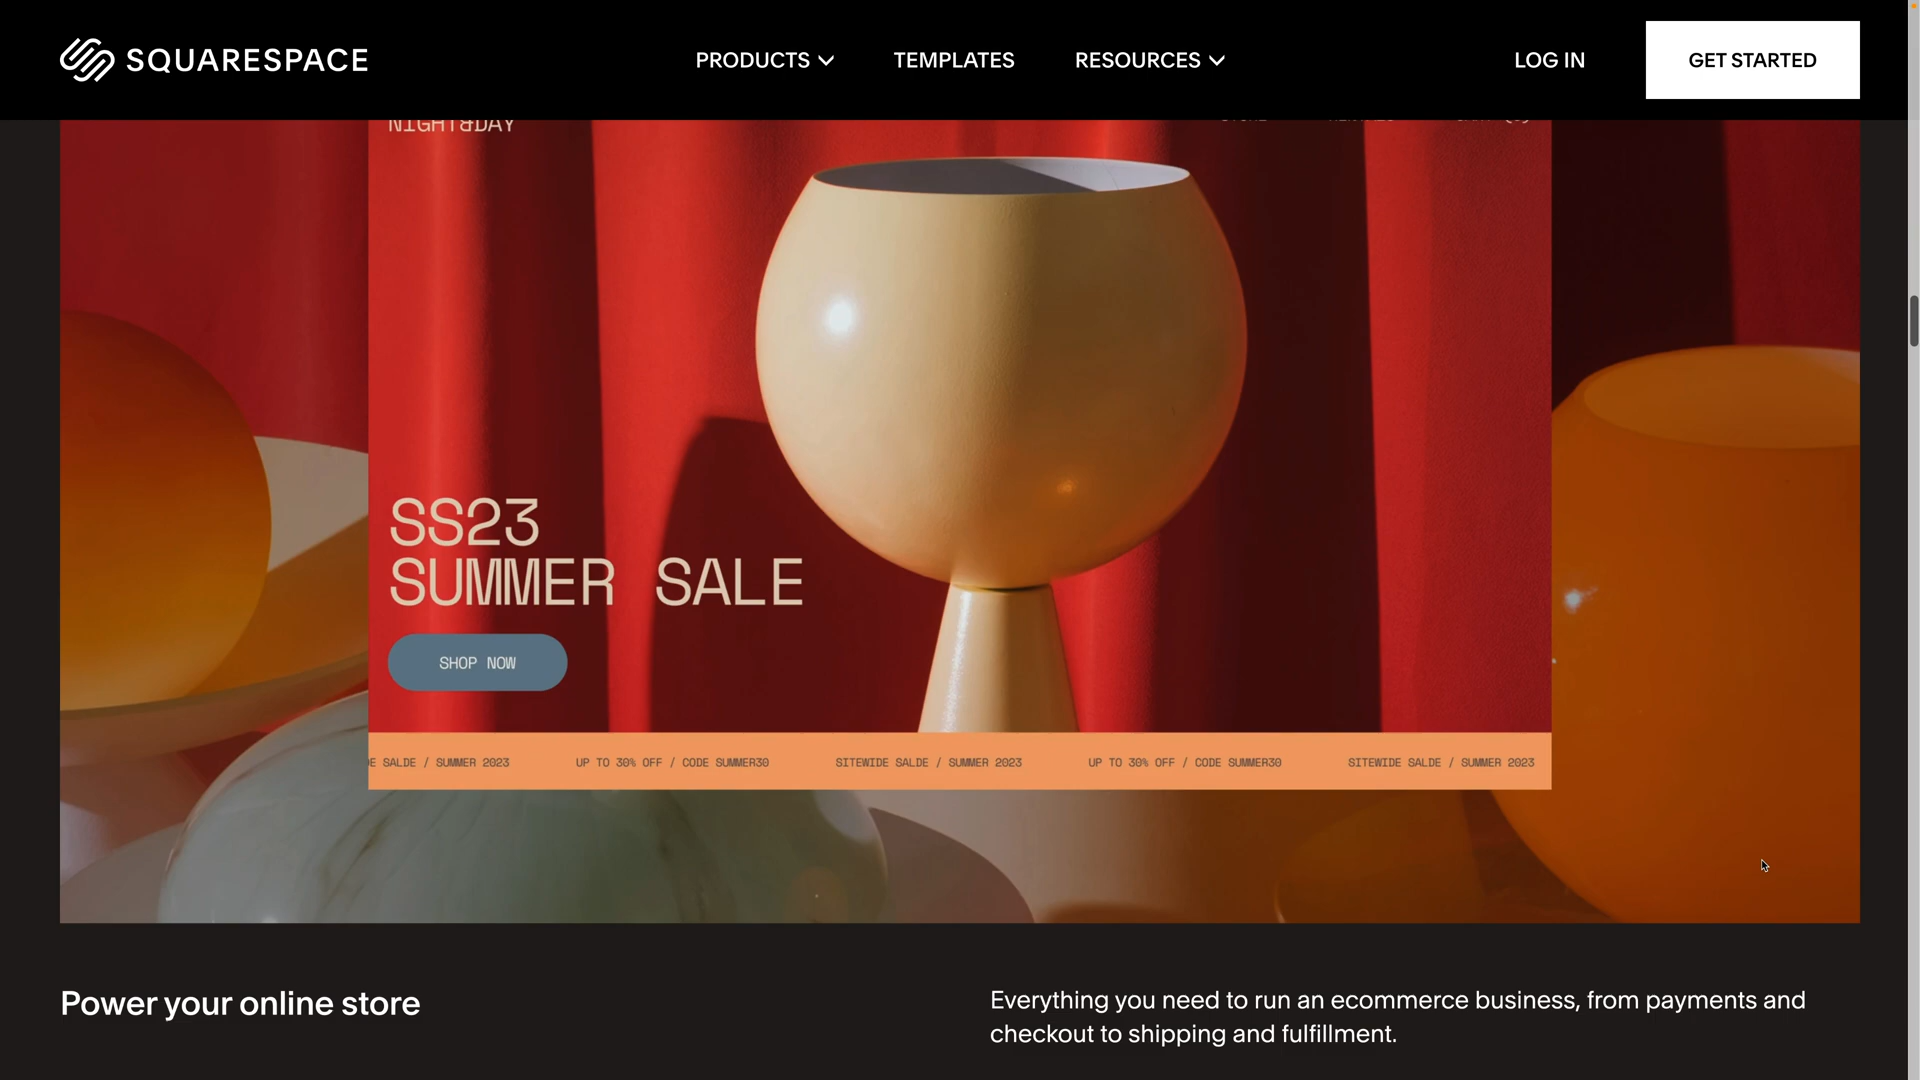 SQUARESPACE
PRODUCTS
TEMPLATES
RESOURCES
LOG IN
GET STARTED
NIGHT&DAY
SS23
SUMMER SALE
SHOP NOW
SALDE / SUMMER 2023
UP TO 30% OFF / CODE SUMMER30
SITEWIDE SALDE / SUMMER 2023
UP TO 30% OFF / CODE SUMMER30
SITEWIDE SALDE / SUMMER 2023
Power your online store
Everything you need to run an ecommerce business, from payments and
checkout to shipping and fulfillment.